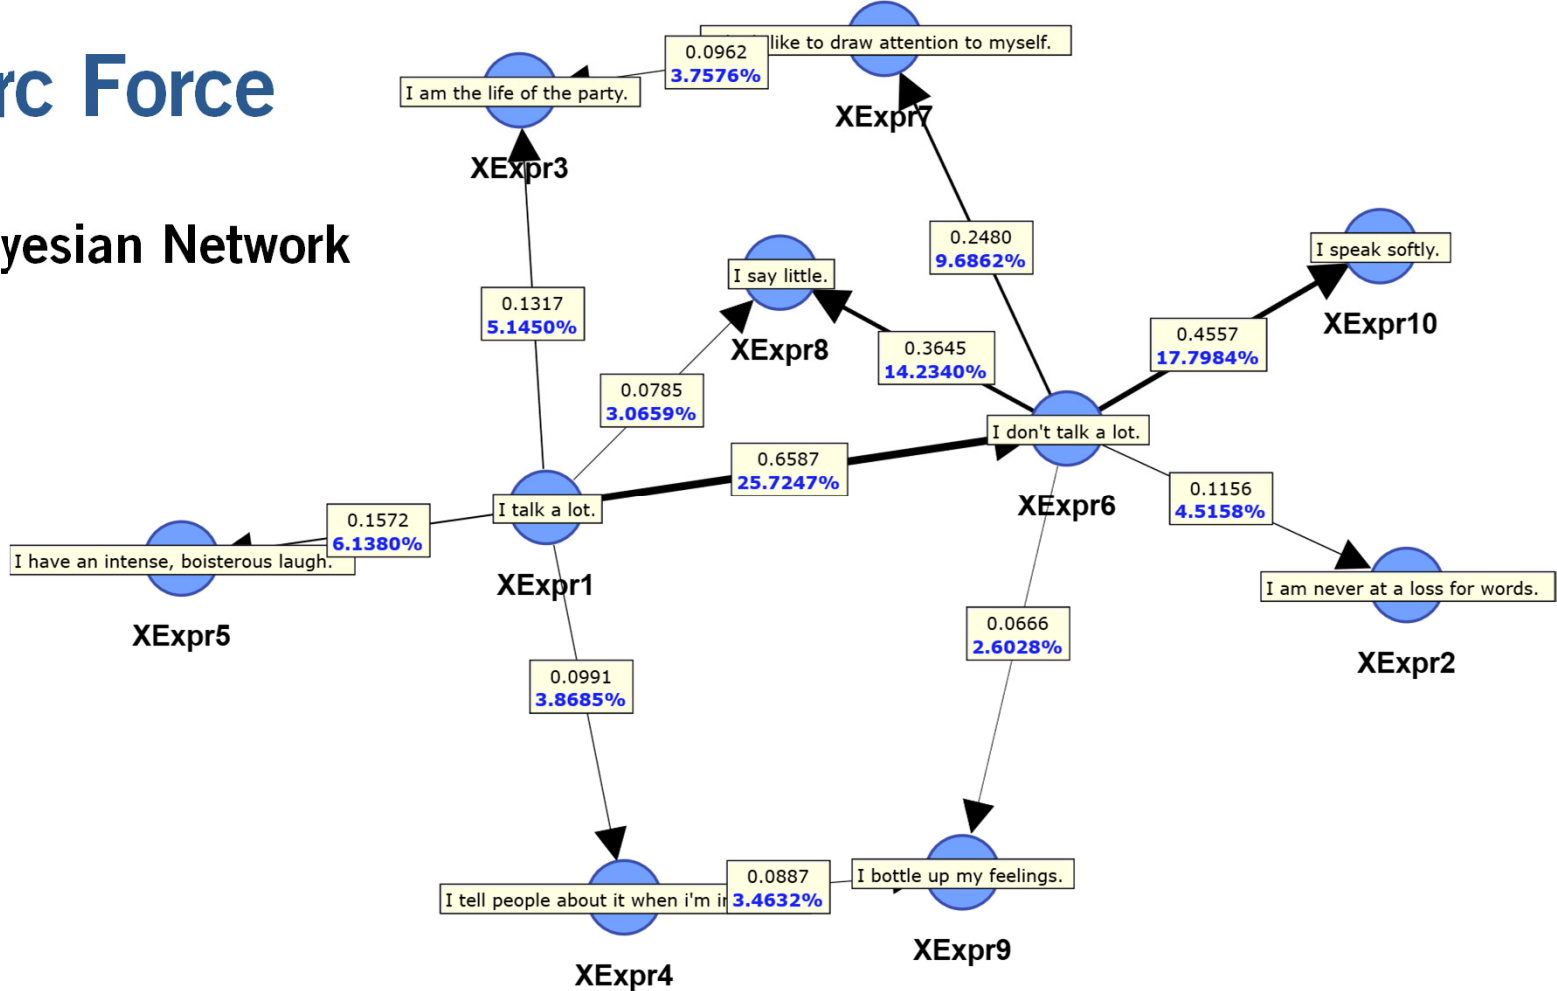 rc Force
yesian Network
like to draw attention to myself.
0.0962
3.7576%
I am the life of the party.
XExpr7
XExpr3
0.2480
9.6862%
I speak softly.
I say little.
XExpr10
0.1317
5.1450%
XExpr8
0.3645
14.2340%
0.4557
17.7984%
0.0785
3.0659%
I don't talk a lot.
0.6587
25.7247%
XExpr6
0.1156
4.5158%
I talk a lot.
0.1572
6.1380%
I have an intense, boisterous laugh.
XExpr1
XExpr5
I am never at a loss for words.
XExpr2
0.0666
2.6028%
0.0991
3.8685%
0.0887
3.4632%
I bottle up my feelings.
I tell people about it when i'm
XExpr9
XExpr4